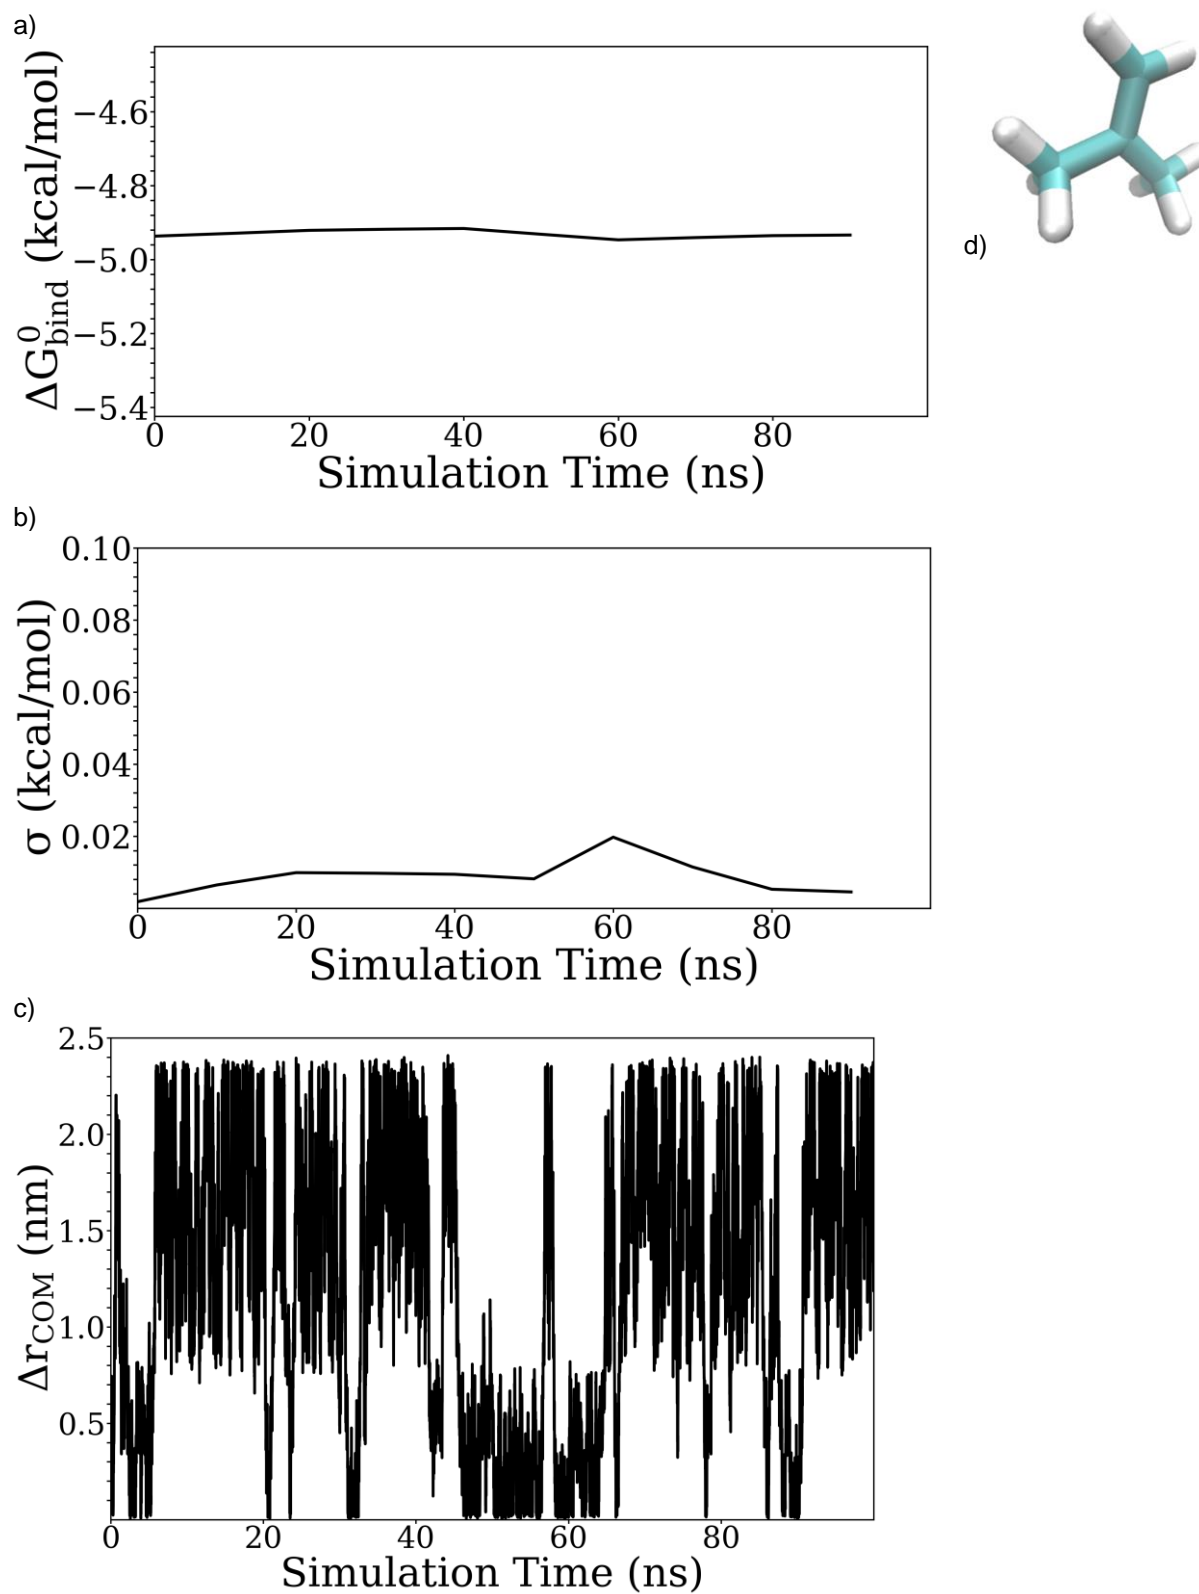 a)
ΔG⁰bind (kcal/mol)
−4.6
−4.8
−5.0
−5.2
−5.4
0 20 40 60 80
Simulation Time (ns)
d)
b)
σ (kcal/mol)
0.10
0.08
0.06
0.04
0.02
0 20 40 60 80
Simulation Time (ns)
c)
ΔrCOM (nm)
2.5
2.0
1.5
1.0
0.5
0 20 40 60 80
Simulation Time (ns)